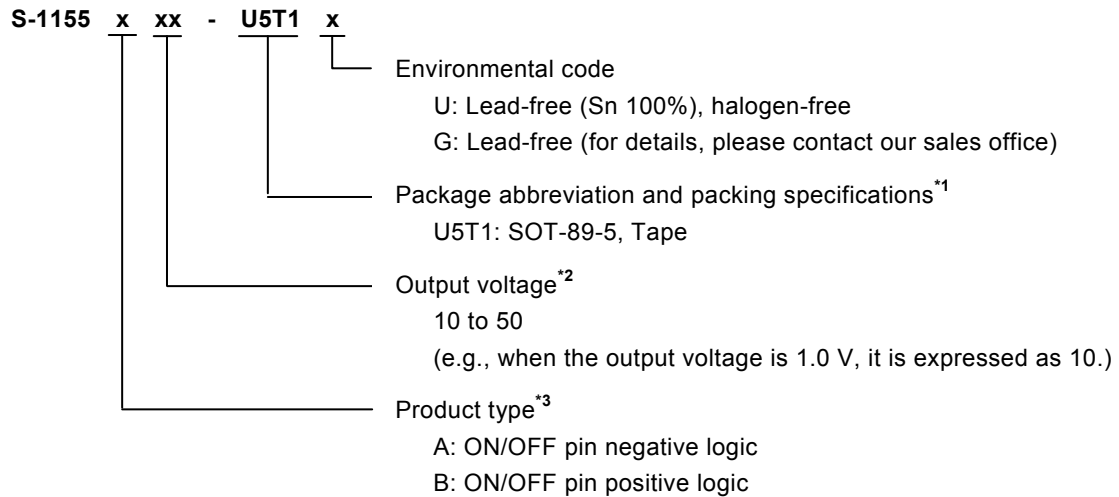 S-1155 x xx - U5T1 x
Environmental code
U: Lead-free (Sn 100%), halogen-free
G: Lead-free (for details, please contact our sales office)
Package abbreviation and packing specifications*1
U5T1: SOT-89-5, Tape
Output voltage*2
10 to 50
(e.g., when the output voltage is 1.0 V, it is expressed as 10.)
Product type*3
A: ON/OFF pin negative logic
B: ON/OFF pin positive logic